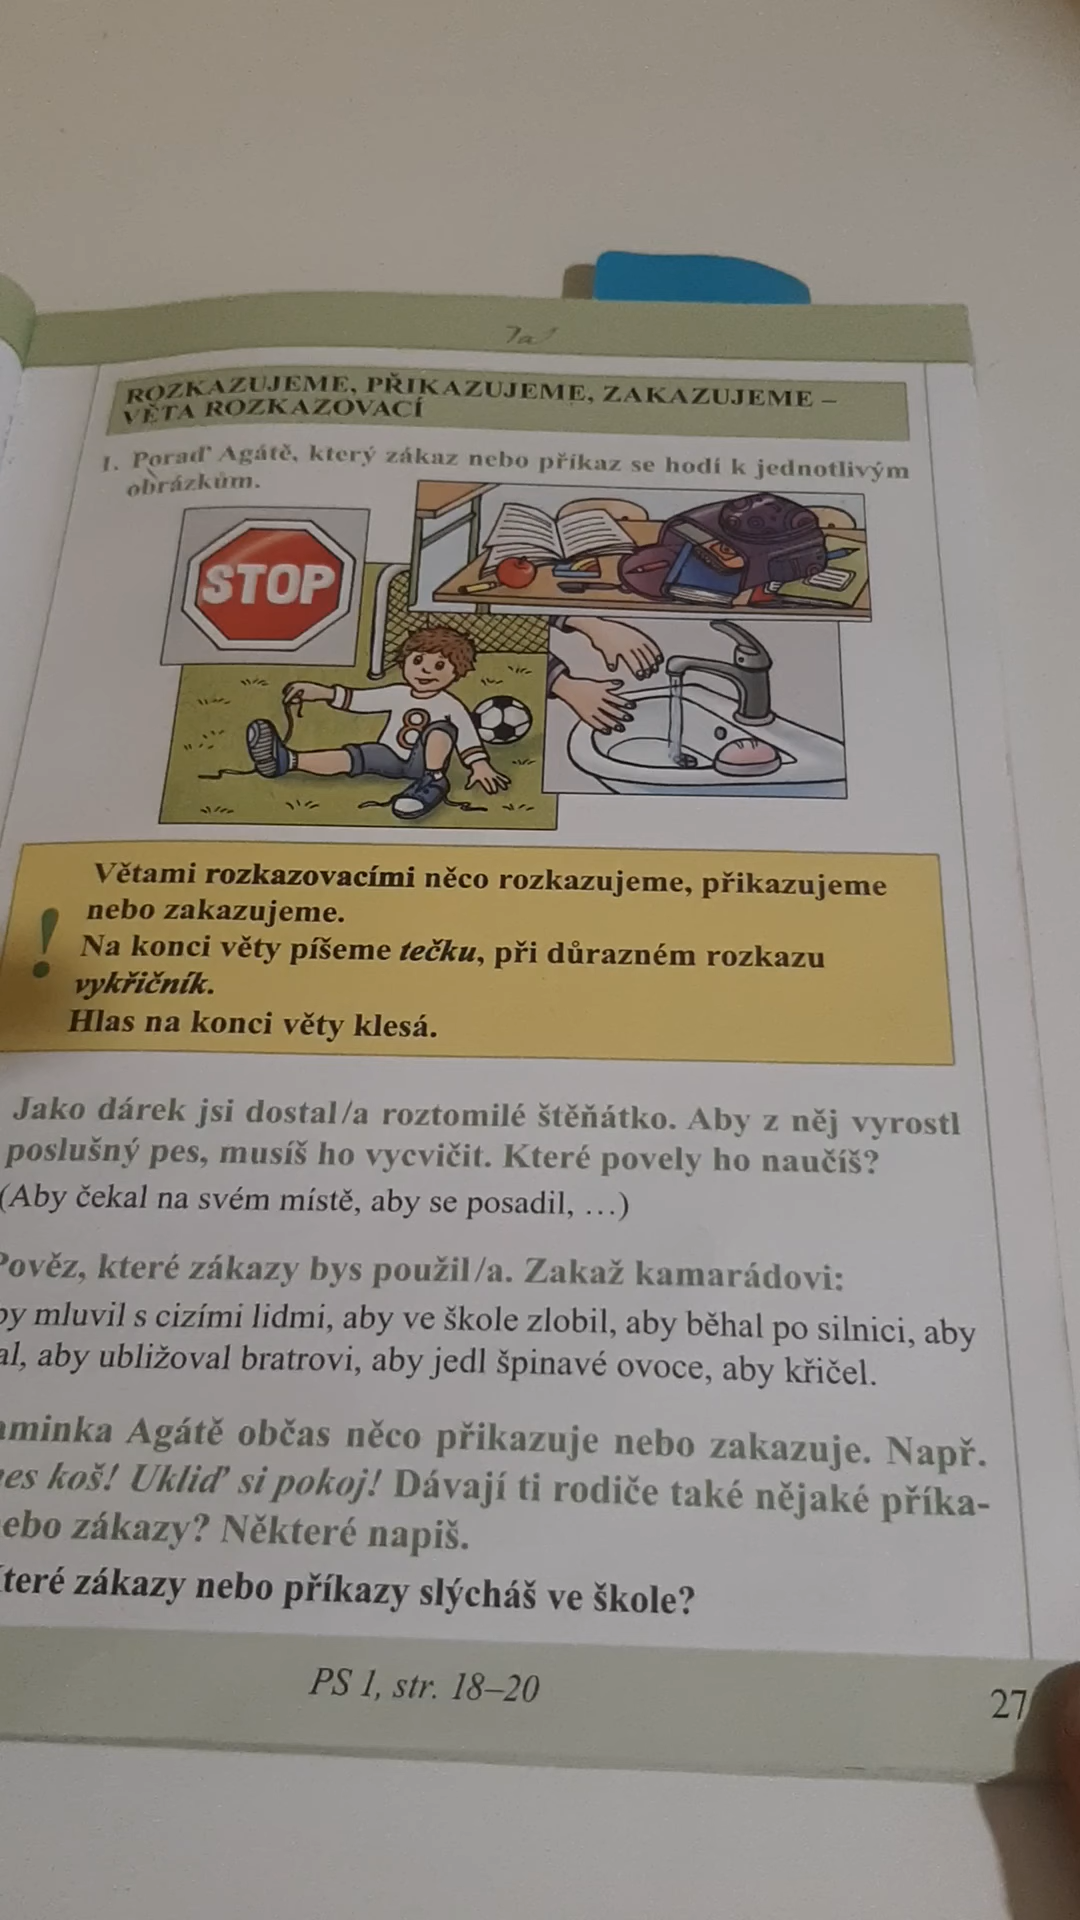 ROZKAZUJEME, PŘIKAZUJEME, ZAKAZUJEME –
VĚTA ROZKAZOVACÍ
1. Poraď Agátě, který zákaz nebo příkaz se hodí k jednotlivým
obrázkům.
STOP
8
Větami rozkazovacími něco rozkazujeme, přikazujeme
nebo zakazujeme.
! Na konci věty píšeme tečku, při důrazném rozkazu
vykřičník.
Hlas na konci věty klesá.
Jako dárek jsi dostal/a roztomilé štěňátko. Aby z něj vyrostl
poslušný pes, musíš ho vycvičit. Které povely ho naučíš?
(Aby čekal na svém místě, aby se posadil, …)
Pověz, které zákazy bys použil/a. Zakaž kamarádovi:
by mluvil s cizími lidmi, aby ve škole zlobil, aby běhal po silnici, aby
al, aby ubližoval bratrovi, aby jedl špinavé ovoce, aby křičel.
aminka Agátě občas něco přikazuje nebo zakazuje. Např.
es koš! Ukliď si pokoj! Dávají ti rodiče také nějaké příka-
ebo zákazy? Některé napiš.
teré zákazy nebo příkazy slýcháš ve škole?
PS 1, str. 18–20
27